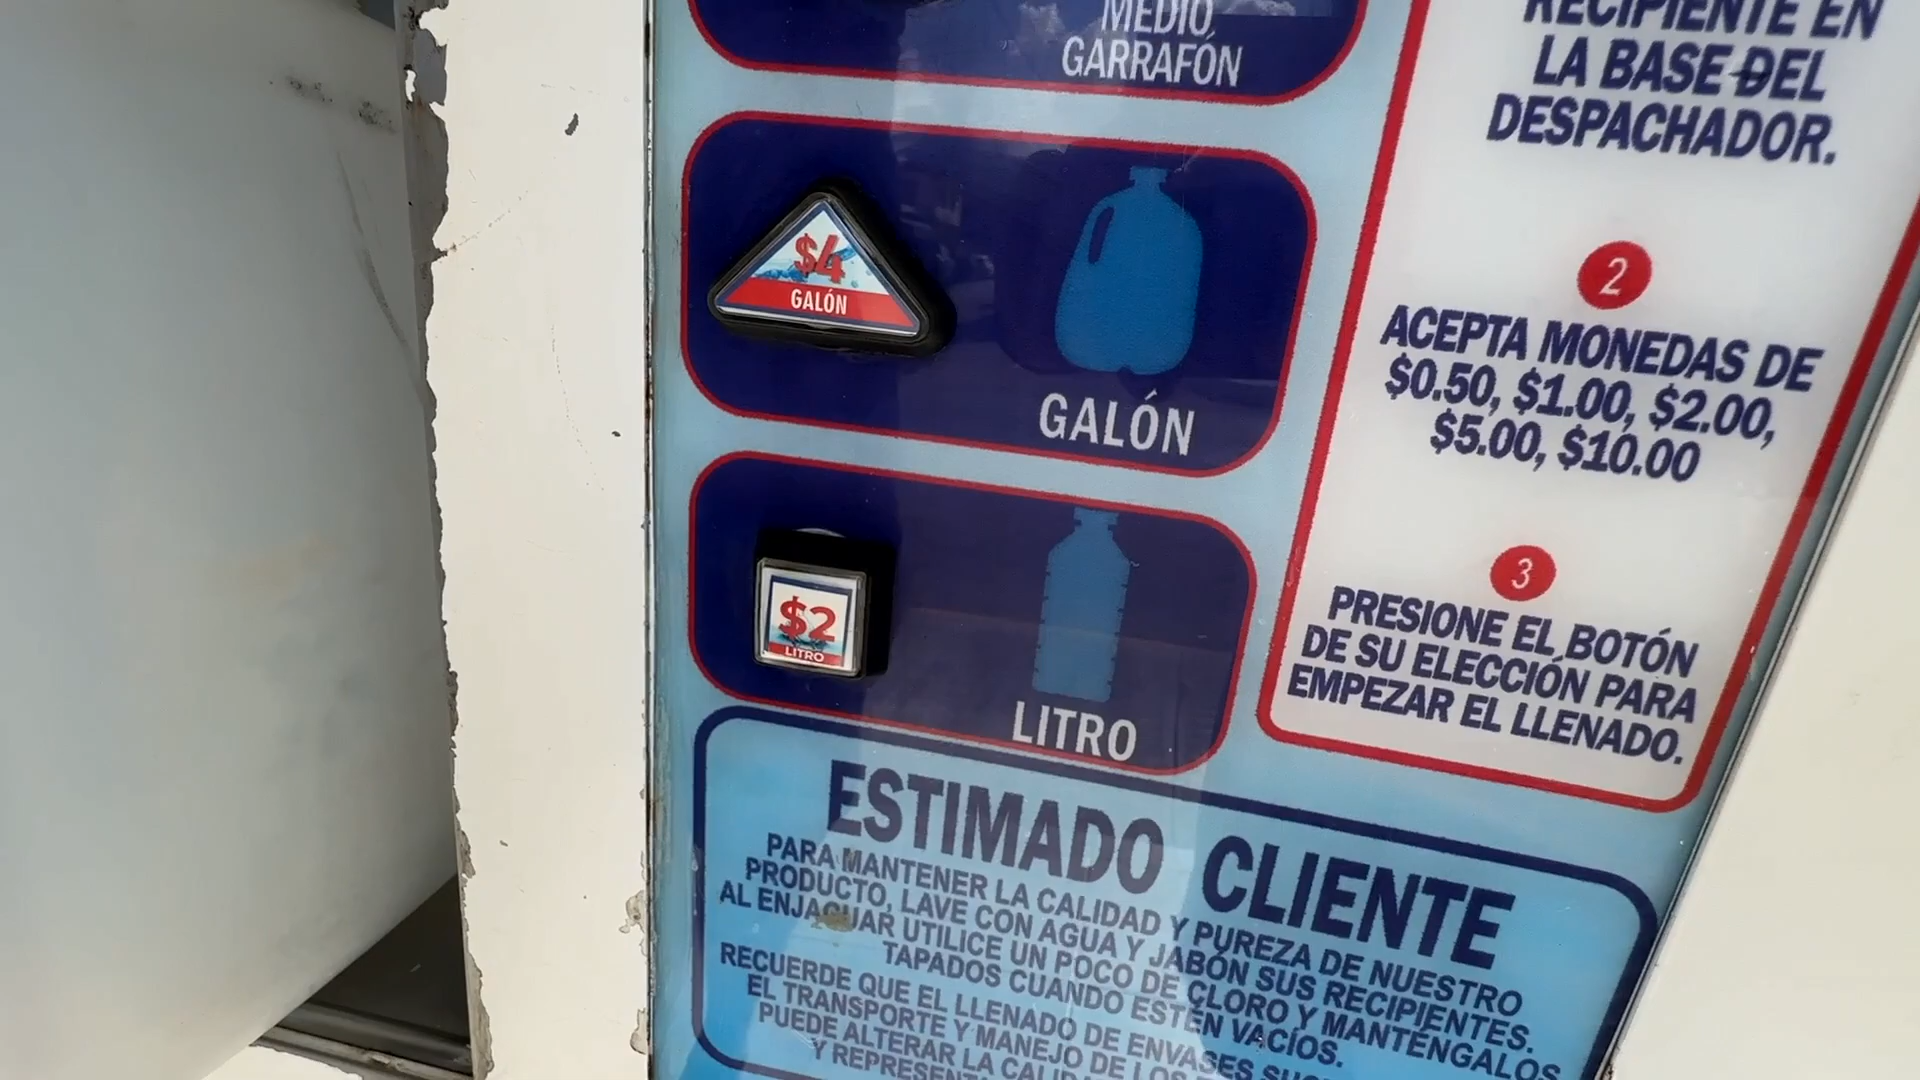 MEDIO
GARRAFÓN
$4
GALÓN
GALÓN
$2
LITRO
LITRO
RECIPIENTE EN
LA BASE DEL
DESPACHADOR.
2
ACEPTA MONEDAS DE
$0.50, $1.00, $2.00,
$5.00, $10.00
3
PRESIONE EL BOTÓN
DE SU ELECCIÓN PARA
EMPEZAR EL LLENADO.
ESTIMADO CLIENTE
PARA MANTENER LA CALIDAD Y PUREZA DE NUESTRO
PRODUCTO, LAVE CON AGUA Y JABÓN SUS RECIPIENTES.
AL ENJAGUAR UTILICE UN POCO DE CLORO Y MANTÉNGALOS
TAPADOS CUANDO ESTÉN VACÍOS.
RECUERDE QUE EL LLENADO DE ENVASES
EL TRANSPORTE Y MANEJO DE LOS
PUEDE ALTERAR LA
Y